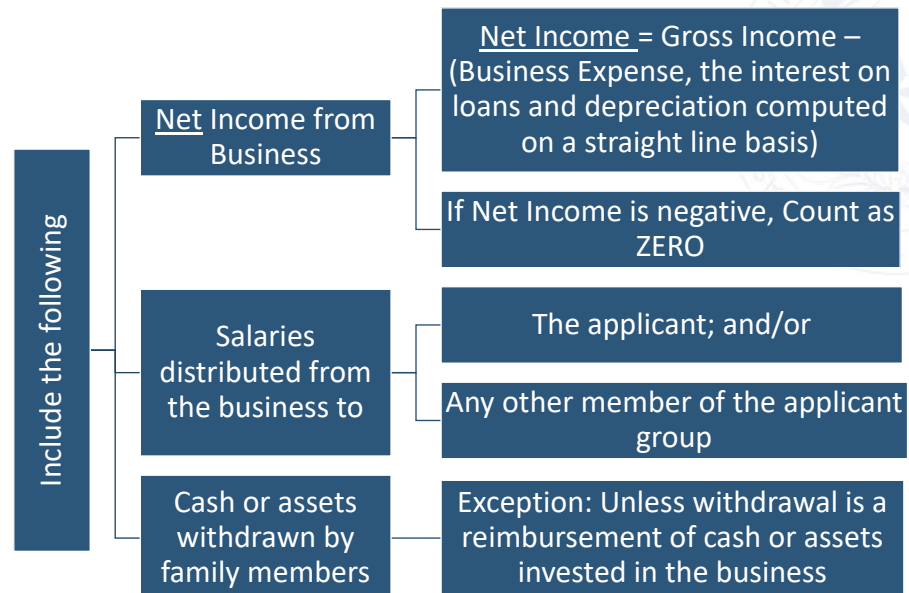 Include the following
Net Income from
Business
Net Income = Gross Income –
(Business Expense, the interest on
loans and depreciation computed
on a straight line basis)
If Net Income is negative, Count as
ZERO
Salaries
distributed from
the business to
The applicant; and/or
Any other member of the applicant
group
Cash or assets
withdrawn by
family members
Exception: Unless withdrawal is a
reimbursement of cash or assets
invested in the business